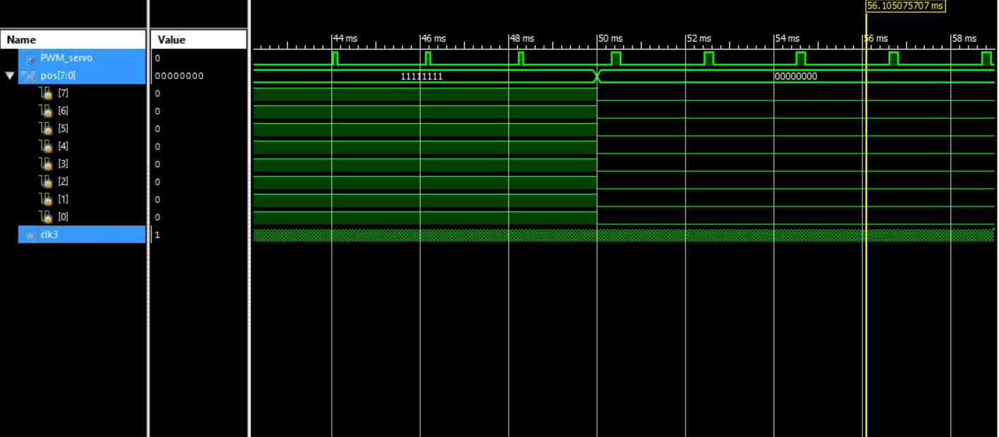 56.105075707 ms
Name Value
44 ms 46 ms 48 ms 50 ms 52 ms 54 ms 56 ms 58 ms
PWM_servo 0
pos[7:0] 00000000 11111111 00000000
[7] 0
[6] 0
[5] 0
[4] 0
[3] 0
[2] 0
[1] 0
[0] 0
clk3 1